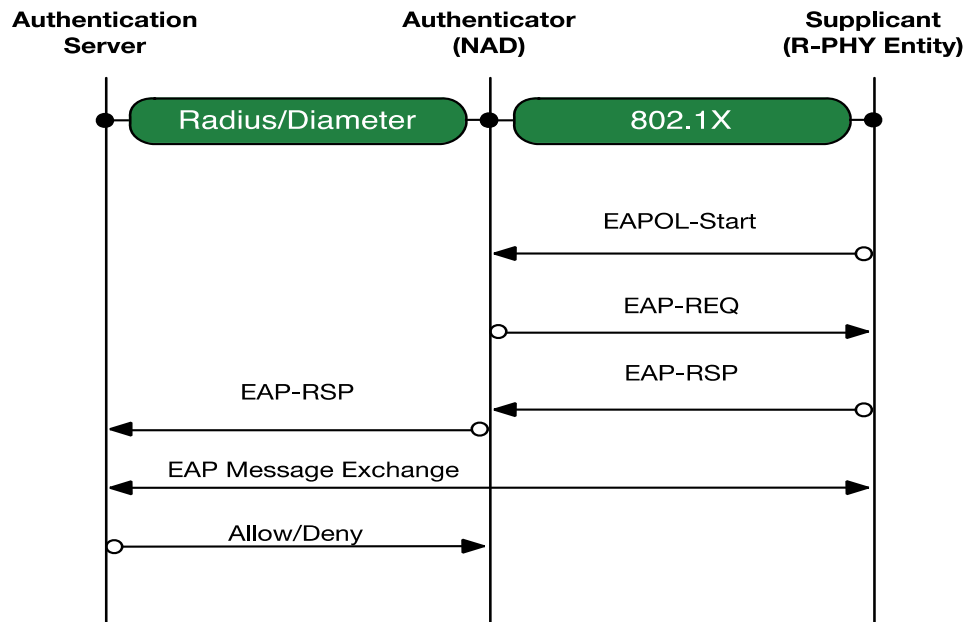 Authentication
Server
Authenticator
(NAD)
Supplicant
(R-PHY Entity)
Radius/Diameter
802.1X
EAPOL-Start
EAP-REQ
EAP-RSP
EAP-RSP
EAP Message Exchange
Allow/Deny